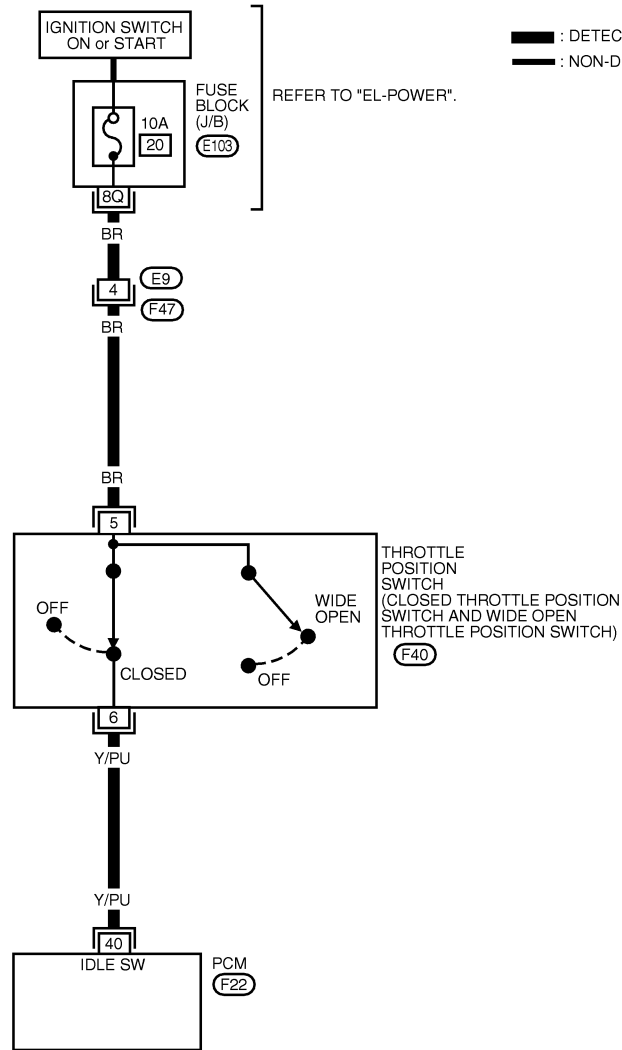 IGNITION SWITCH
ON or START
: DETEC
: NON-D
FUSE
BLOCK
(J/B)
REFER TO "EL-POWER".
10A
20
E103
8Q
BR
4
E9
F47
BR
BR
5
THROTTLE
POSITION
SWITCH
(CLOSED THROTTLE POSITION
SWITCH AND WIDE OPEN
THROTTLE POSITION SWITCH)
F40
OFF
WIDE
OPEN
CLOSED
OFF
6
Y/PU
Y/PU
40
IDLE SW
PCM
F22